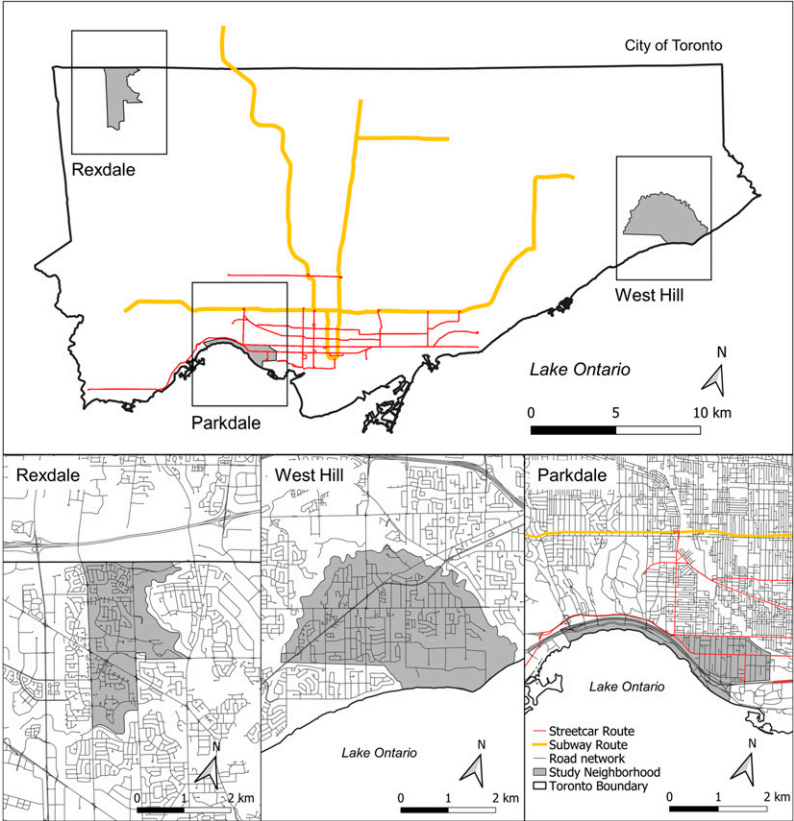 City of Toronto
Rexdale
West Hill
Parkdale
Lake Ontario
N
0 5 10 km
Rexdale
N
0 1 2 km
West Hill
Lake Ontario
N
0 1 2 km
Parkdale
Lake Ontario
Streetcar Route
Subway Route
Road network
Study Neighborhood
Toronto Boundary
N
0 1 2 km